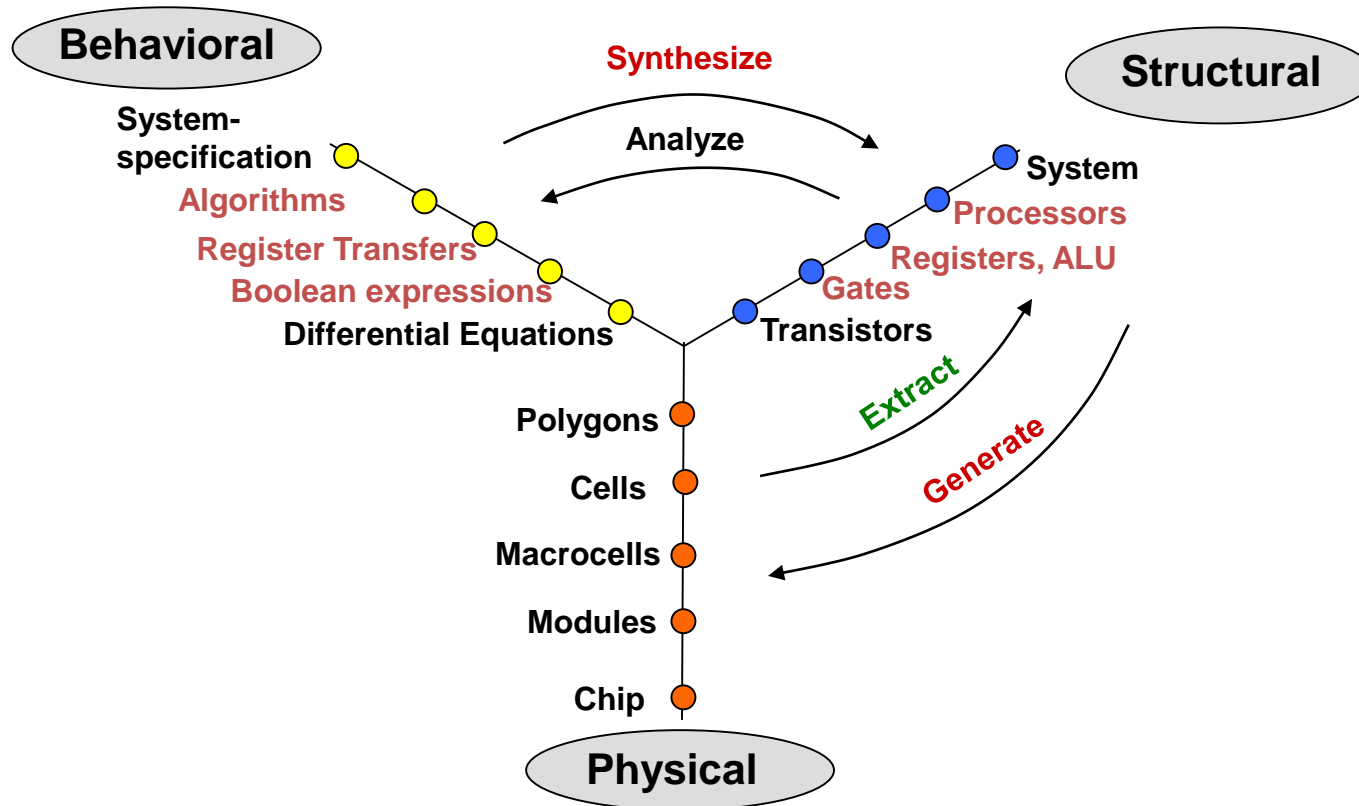 Behavioral
Synthesize
Structural
System-
specification
Analyze
System
Algorithms
Processors
Register Transfers
Registers, ALU
Boolean expressions
Gates
Differential Equations
Transistors
Extract
Polygons
Generate
Cells
Macrocells
Modules
Chip
Physical